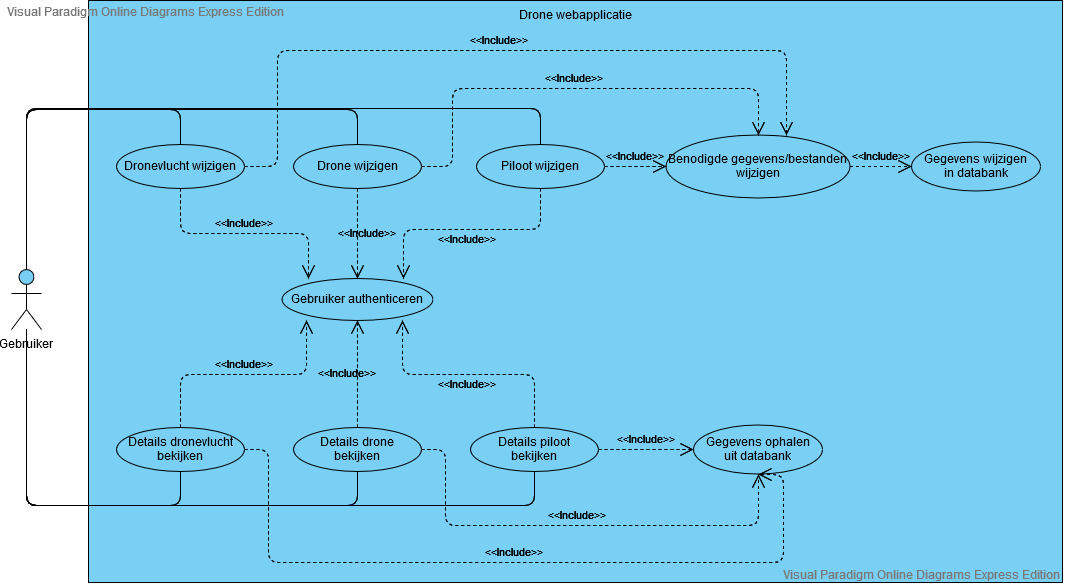 Visual Paradigm Online Diagrams Express Edition
Drone webapplicatie
<<Include>>
<<Include>>
Dronevlucht wijzigen
Drone wijzigen
Piloot wijzigen
<<Include>>
Benodigde gegevens/bestanden
wijzigen
<<Include>>
Gegevens wijzigen
in databank
<<Include>>
<<Include>>
<<Include>>
Gebruiker authenticeren
Gebruiker
<<Include>>
<<Include>>
<<Include>>
Details dronevlucht
bekijken
Details drone
bekijken
Details piloot
bekijken
<<Include>>
Gegevens ophalen
uit databank
<<Include>>
<<Include>>
Visual Paradigm Online Diagrams Express Edition